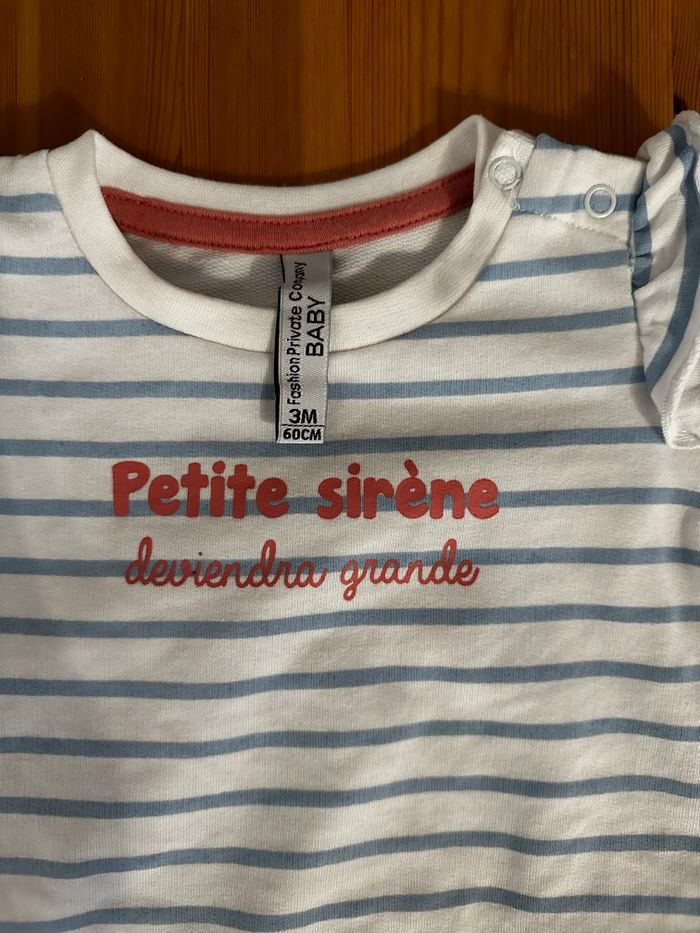 Fashion Private Company
BABY
3M
60CM
Petite sirène
deviendra grande